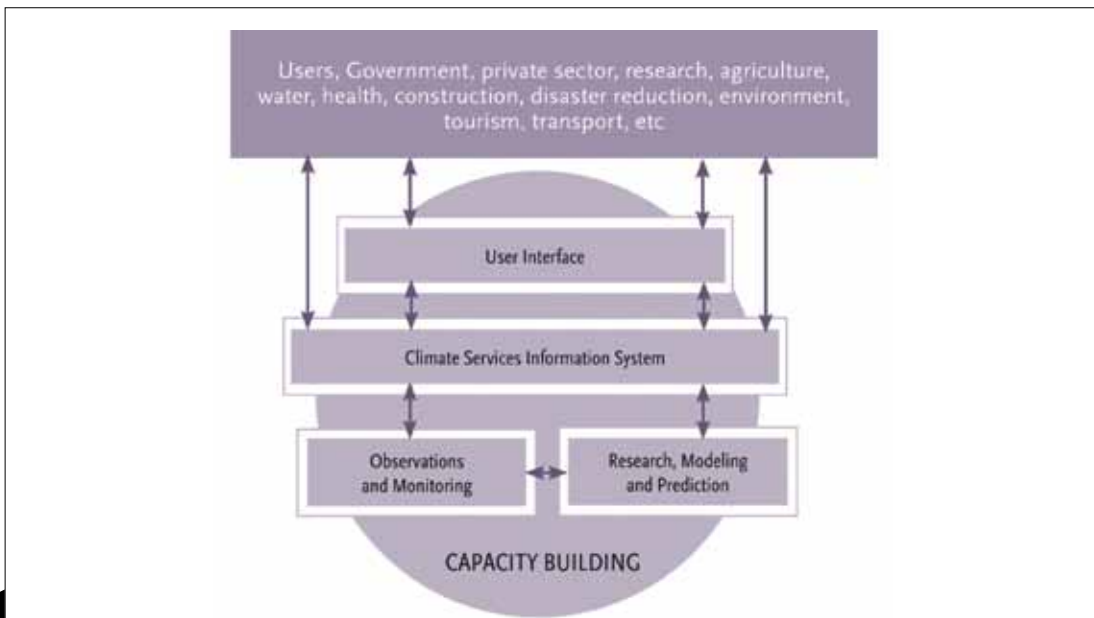 Users, Government, private sector, research, agriculture,
water, health, construction, disaster reduction, environment,
tourism, transport, etc
User Interface
Climate Services Information System
Observations
and Monitoring
Research, Modeling
and Prediction
CAPACITY BUILDING